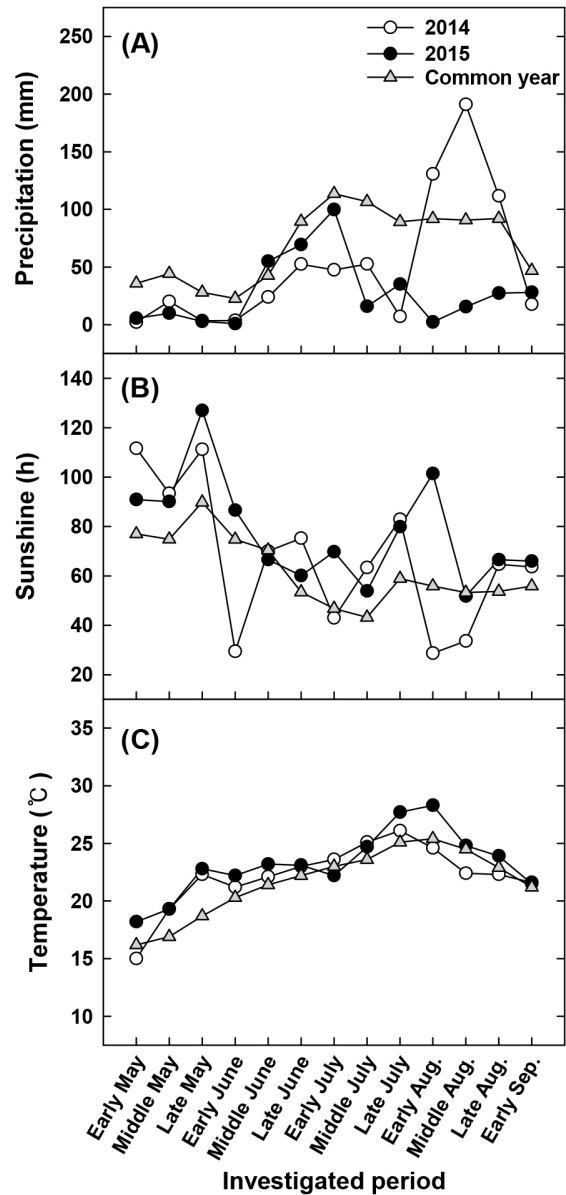 (A)
2014
2015
Common year
Precipitation (mm)
250
200
150
100
50
0
(B)
Sunshine (h)
140
120
100
80
60
40
20
(C)
Temperature (℃)
35
30
25
20
15
10
Early May
Middle May
Late May
Early June
Middle June
Late June
Early July
Middle July
Late July
Early Aug.
Middle Aug.
Late Aug.
Early Sep.
Investigated period